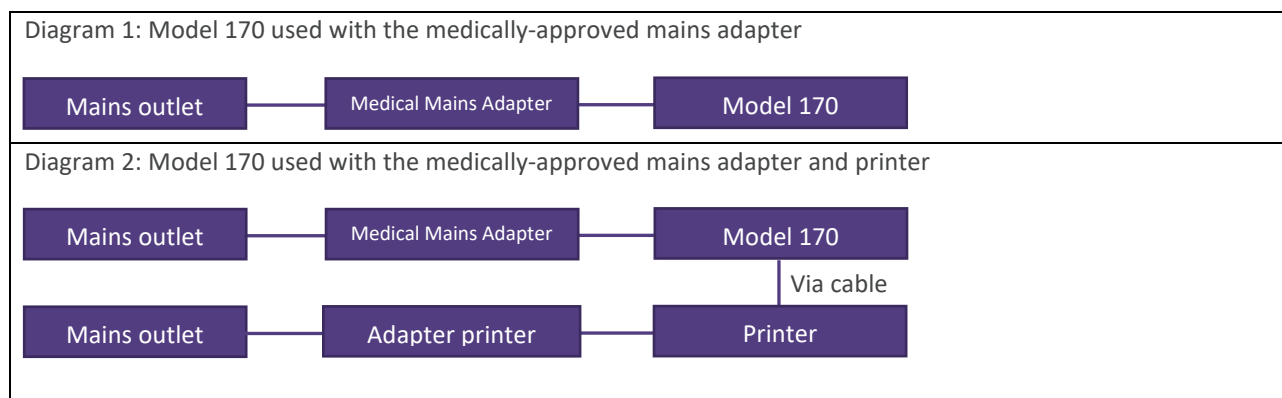 Diagram 1: Model 170 used with the medically-approved mains adapter
Mains outlet Medical Mains Adapter Model 170
Diagram 2: Model 170 used with the medically-approved mains adapter and printer
Mains outlet Medical Mains Adapter Model 170
Via cable
Mains outlet Adapter printer Printer